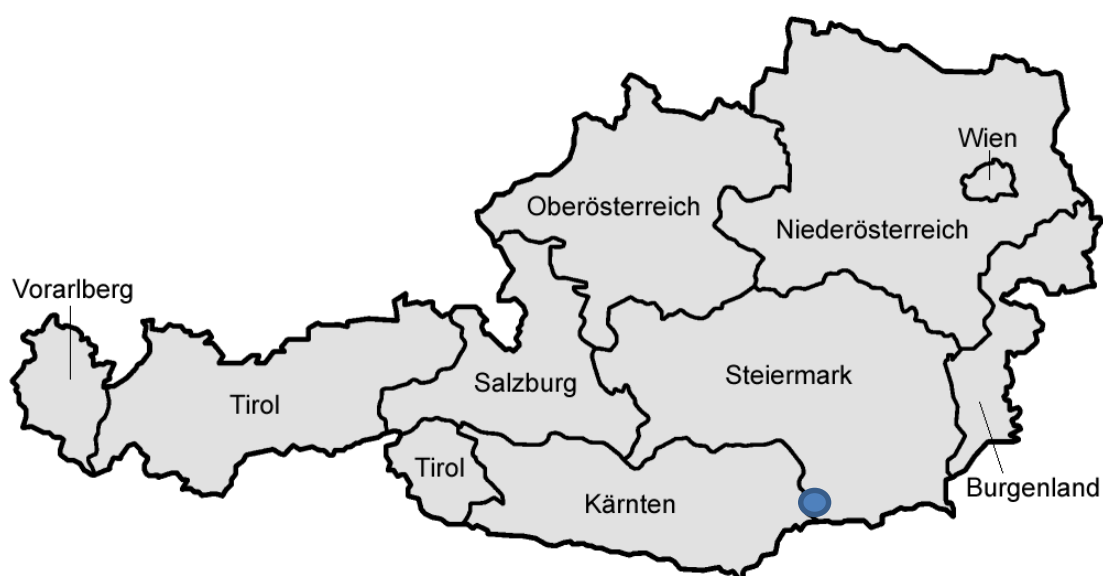 Wien
Oberösterreich
Niederösterreich
Vorarlberg
Steiermark
Salzburg
Tirol
Tirol
Burgenland
Kärnten